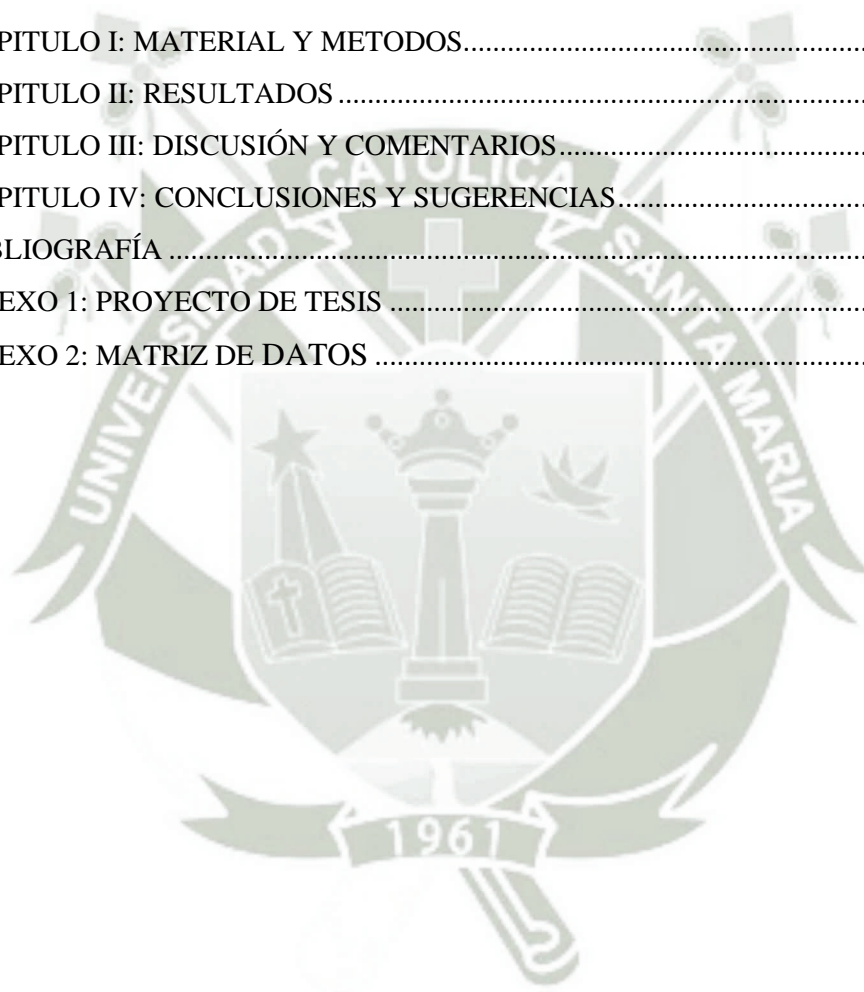 PITULO I: MATERIAL Y METODOS....................................................
PITULO II: RESULTADOS....................................................................
PITULO III: DISCUSIÓN Y COMENTARIOS........................................
PITULO IV: CONCLUSIONES Y SUGERENCIAS................................
BLIOGRAFÍA.......................................................................................
EXO 1: PROYECTO DE TESIS............................................................
EXO 2: MATRIZ DE DATOS...............................................................
UNIVERSIDAD CATOLICA SANTA MARIA
1961